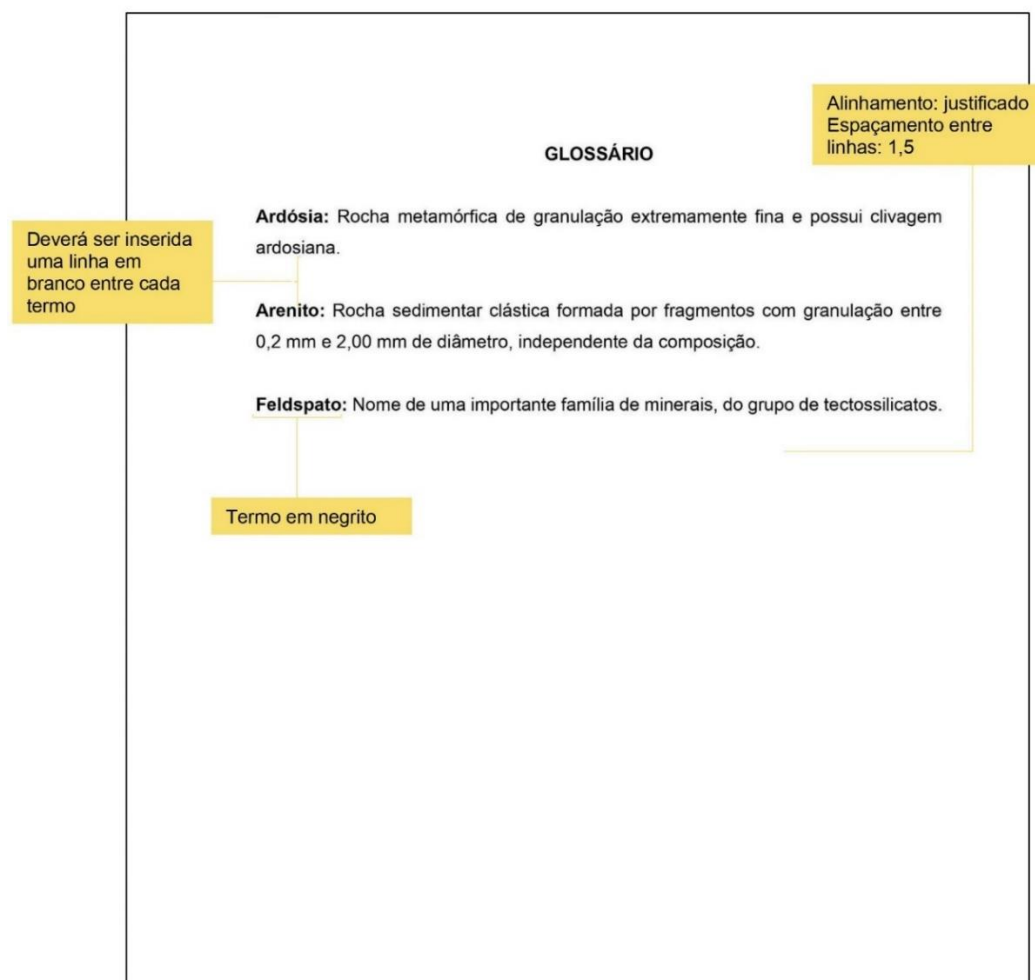 Alinhamento: justificado
Espaçamento entre
linhas: 1,5
GLOSSÁRIO
Ardósia: Rocha metamórfica de granulação extremamente fina e possui clivagem
ardosiana.
Deverá ser inserida
uma linha em
branco entre cada
termo
Arenito: Rocha sedimentar clástica formada por fragmentos com granulação entre
0,2 mm e 2,00 mm de diâmetro, independente da composição.
Feldspato: Nome de uma importante família de minerais, do grupo de tectossilicatos.
Termo em negrito